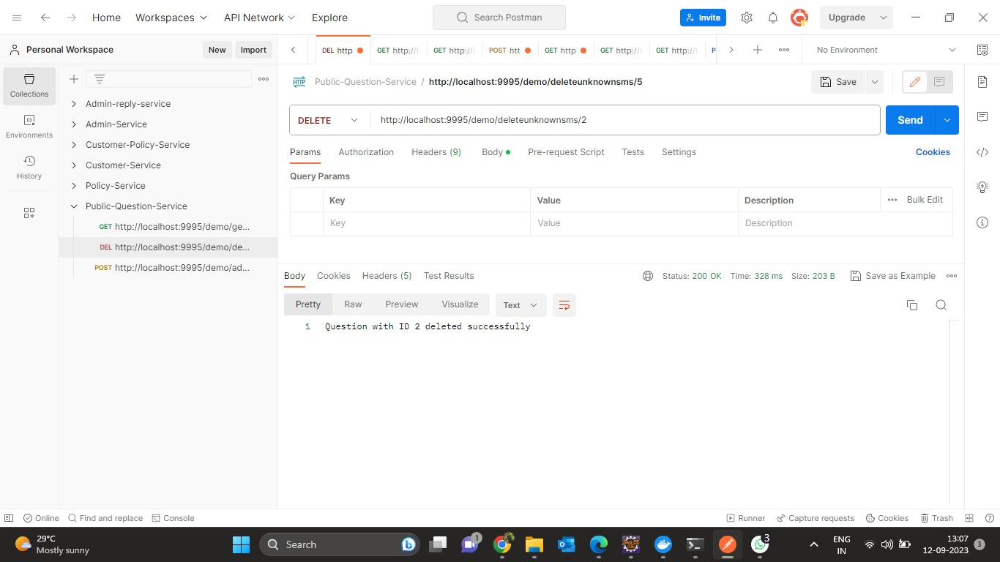 Home Workspaces API Network Explore Search Postman Invite Upgrade
Personal Workspace New Import DEL http GET http:// GET http:// POST htt GET http GET http:// GET http:// No Environment
Collections
Environments
History
Admin-reply-service
Admin-Service
Customer-Policy-Service
Customer-Service
Policy-Service
Public-Question-Service
GET http://localhost:9995/demo/ge...
DEL http://localhost:9995/demo/de...
POST http://localhost:9995/demo/ad...
HTTP Public-Question-Service / http://localhost:9995/demo/deleteunknownsms/5 Save
DELETE http://localhost:9995/demo/deleteunknownsms/2 Send
Params Authorization Headers (9) Body Pre-request Script Tests Settings Cookies
Query Params
Key Value Description Bulk Edit
Key Value Description
Body Cookies Headers (5) Test Results Status: 200 OK Time: 328 ms Size: 203 B Save as Example
Pretty Raw Preview Visualize Text
1 Question with ID 2 deleted successfully
Online Find and replace Console Runner Capture requests Cookies Trash
29°C
Mostly sunny
Search
1
Java EE
IDE
3
ENG
IN
13:07
12-09-2023
3